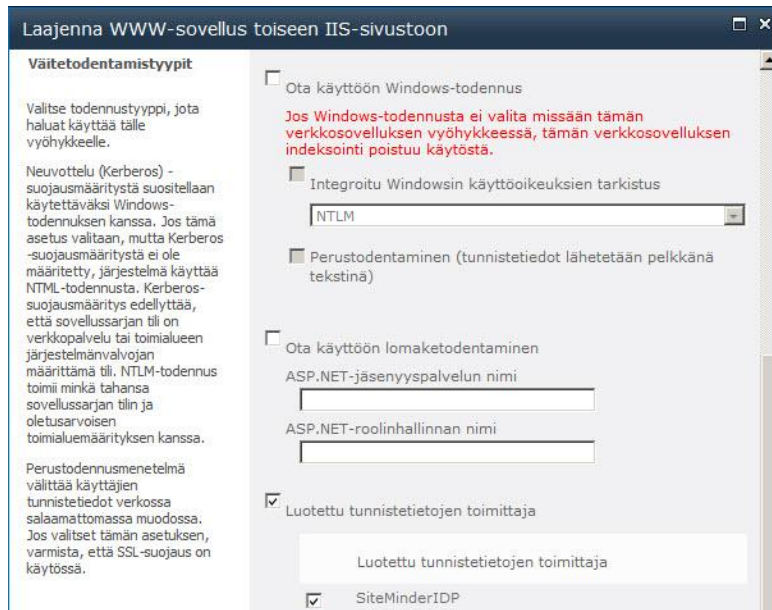 Laajenna WWW-sovellus toiseen IIS-sivustoon
Väitetodentamistyypit
Valitse todennustyyppi, jota
haluat käyttää tälle
vyöhykkeelle.
Neuvottelu (Kerberos) -
suojausmääritystä suositellaan
käytettäväksi Windows-
todennuksen kanssa. Jos tämä
asetus valitaan, mutta Kerberos
-suojausmääritystä ei ole
määritetty, järjestelmä käyttää
NTML-todennusta. Kerberos-
suojausmääritys edellyttää,
että sovellussarjan tili on
verkkopalvelu tai toimialueen
järjestelmänvalvojan
määrittämä tili. NTLM-todennus
toimii minkä tahansa
sovellussarjan tilin ja
oletusarvoisen
toimialuemäärityksen kanssa.
Perustodennusmenetelmä
välittää käyttäjien
tunnistetiedot verkossa
salaamattomassa muodossa.
Jos valitset tämän asetuksen,
varmista, että SSL-suojaus on
käytössä.
Ota käyttöön Windows-todennus
Jos Windows-todennusta ei valita missään tämän
verkkosovelluksen vyöhykkeessä, tämän verkkosovelluksen
indeksointi poistuu käytöstä.
Integroitu Windowsin käyttöoikeuksien tarkistus
NTLM
Perustodentaminen (tunnistetiedot lähetetään pelkkänä
tekstinä)
Ota käyttöön lomaketodentaminen
ASP.NET-jäsenyyspalvelun nimi
ASP.NET-roolinhallinnan nimi
Luotettu tunnistetietojen toimittaja
Luotettu tunnistetietojen toimittaja
SiteMinderIDP